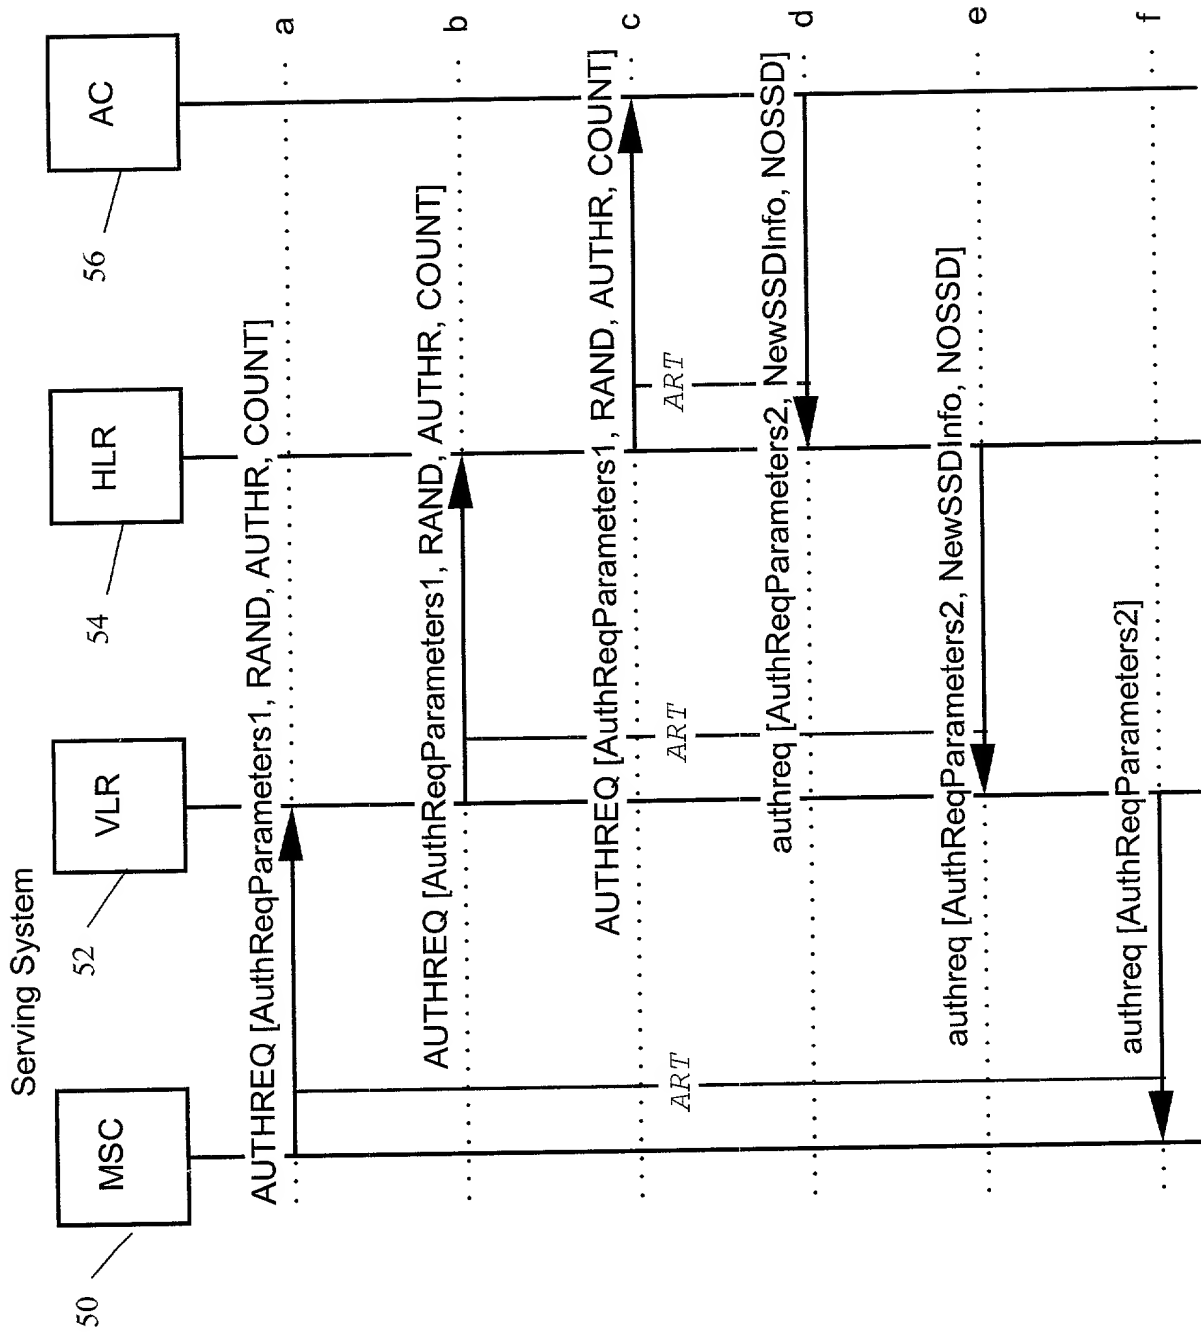 Serving System
MSC
VLR
HLR
AC
50
52
54
56
AUTHREQ [AuthReqParameters1, RAND, AUTHR, COUNT]
a
AUTHREQ [AuthReqParameters1, RAND, AUTHR, COUNT]
b
AUTHREQ [AuthReqParameters1, RAND, AUTHR, COUNT]
c
ART
ART
ART
authreq [AuthReqParameters2, NewSSDInfo, NOSSD]
d
authreq [AuthReqParameters2, NewSSDInfo, NOSSD]
e
authreq [AuthReqParameters2]
f